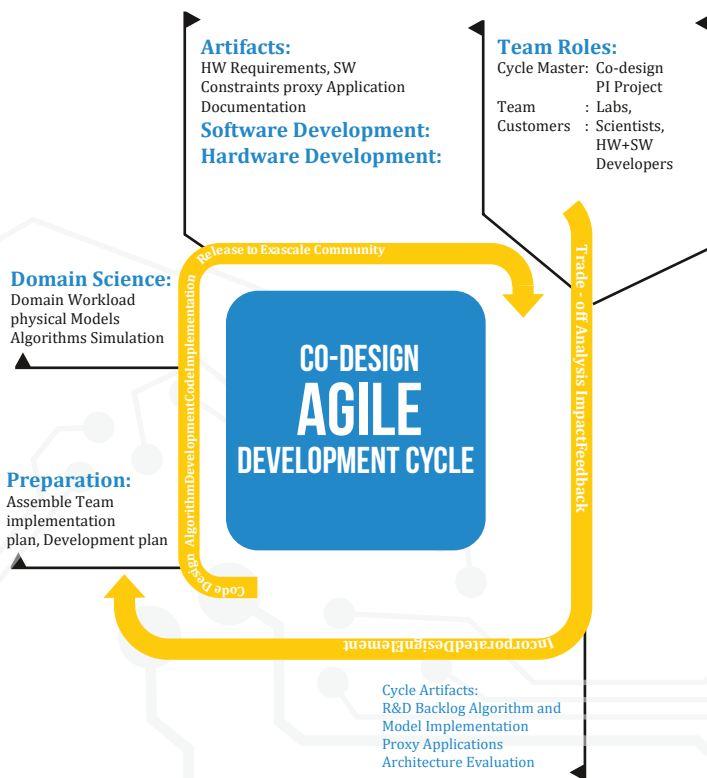 Artifacts:
HW Requirements, SW
Constraints proxy Application
Documentation
Software Development:
Hardware Development:
Team Roles:
Cycle Master: Co-design
PI Project
Team : Labs,
Customers : Scientists,
HW+SW
Developers
Domain Science:
Domain Workload
physical Models
Algorithms Simulation
Preparation:
Assemble Team
implementation
plan, Development plan
Code Design AlgorithmDevelopmentCodeImplementation
Release to Exascale Community
Trade - off Analysis ImpactFeedback
IncorporatedDesignElement
CO-DESIGN
AGILE
DEVELOPMENT CYCLE
Cycle Artifacts:
R&D Backlog Algorithm and
Model Implementation
Proxy Applications
Architecture Evaluation